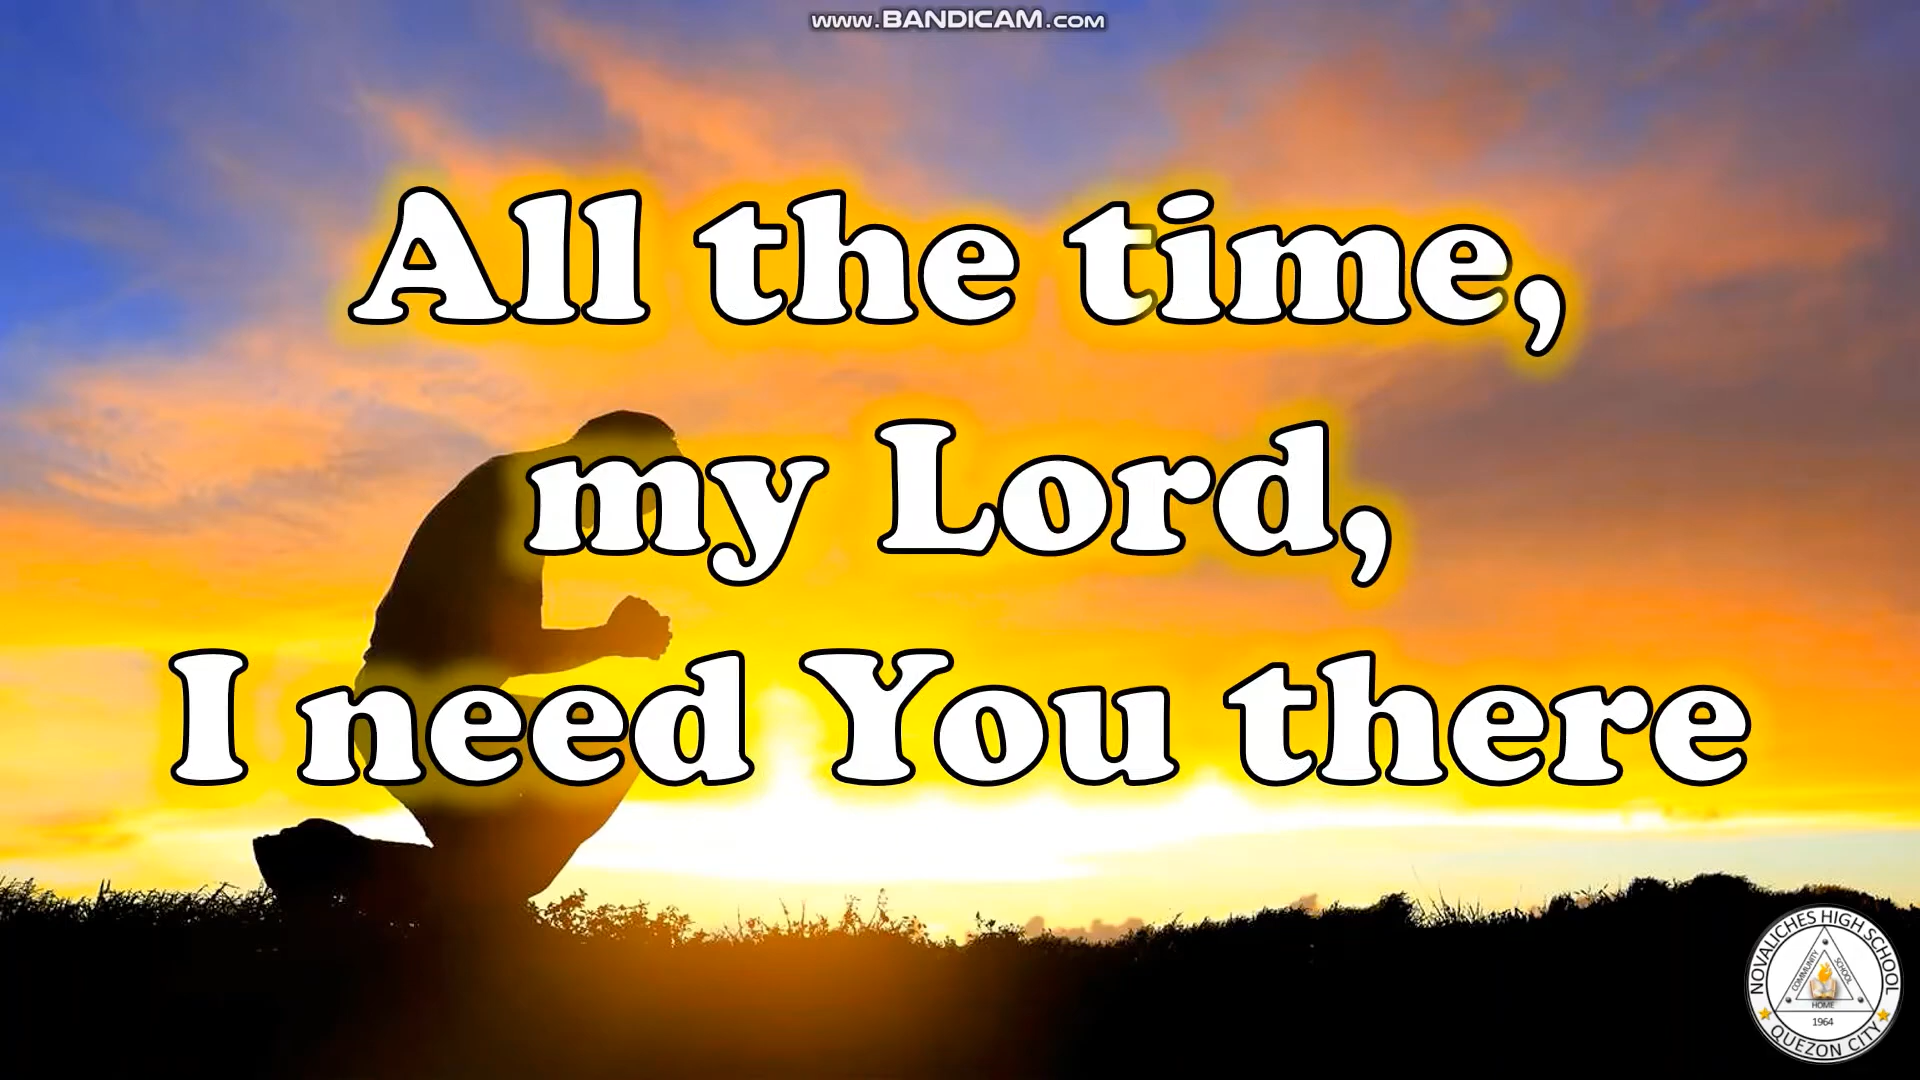 www.BANDICAM.com
All the time,
my Lord,
I need You there
NOVALICHES HIGH SCHOOL
COMMUNITY
SCHOOL
HOME
1964
QUEZON CITY